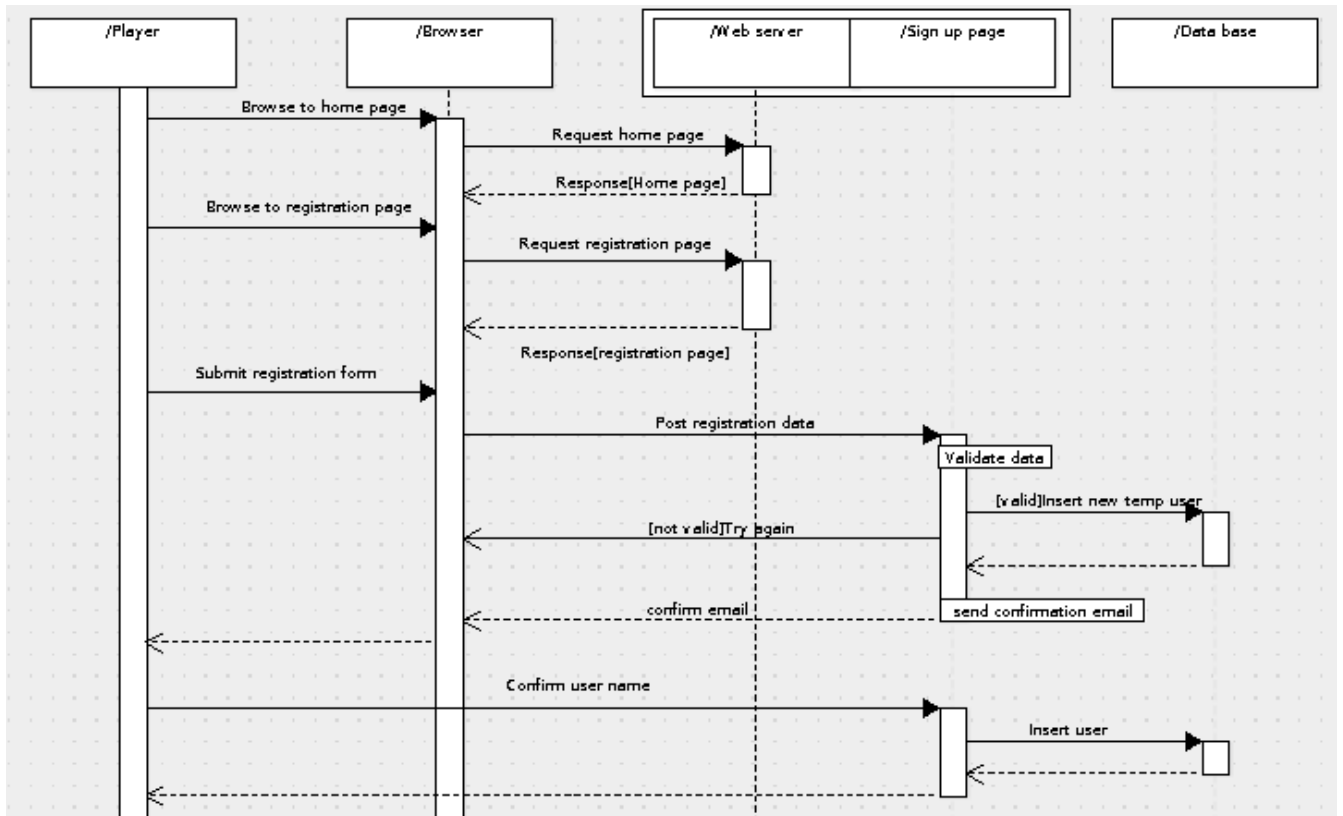 /Player
/Browser
/Web server
/Sign up page
/Data base
Browse to home page
Request home page
Response[Home page]
Browse to registration page
Request registration page
Response[registration page]
Submit registration form
Post registration data
Validate data
[valid]Insert new temp user
[not valid]Try again
confirm email
send confirmation email
Confirm user name
Insert user